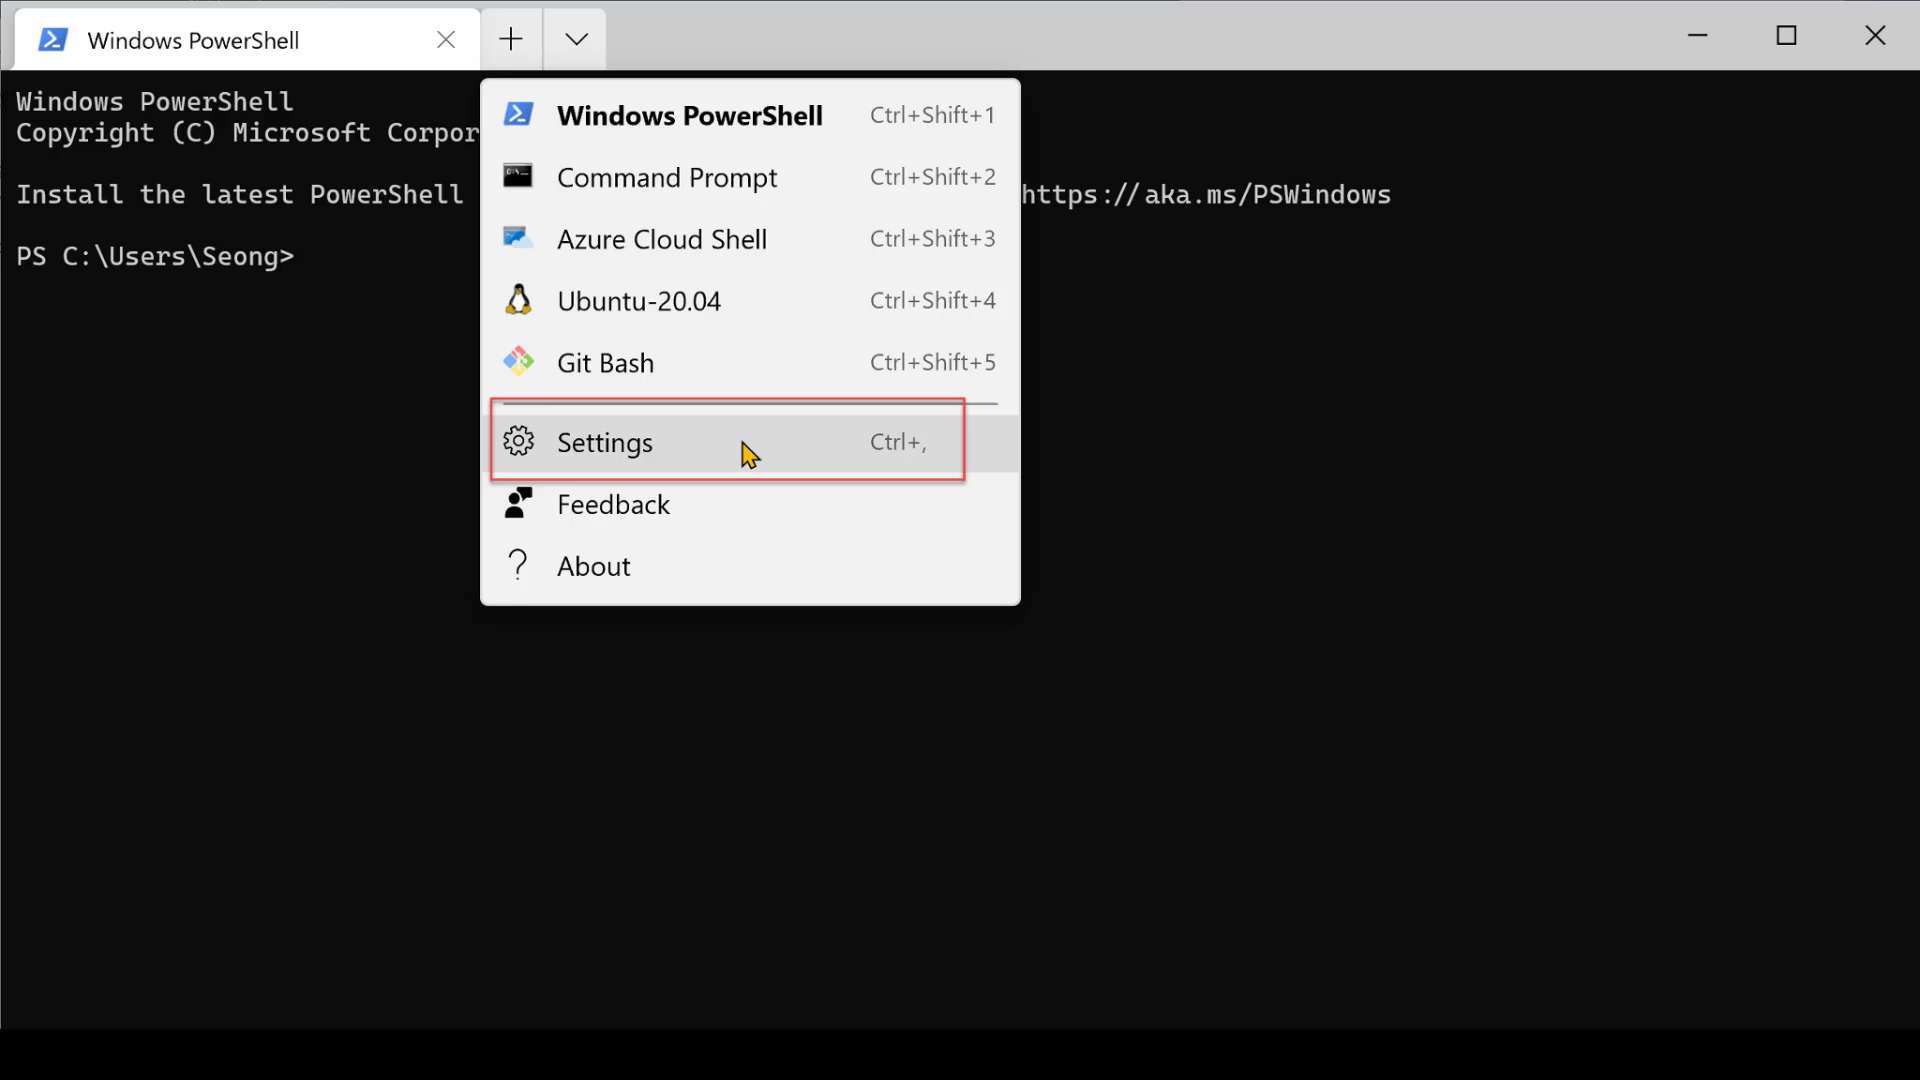 Windows PowerShell
Windows PowerShell
Copyright (C) Microsoft Corpor
Install the latest PowerShell https://aka.ms/PSWindows
PS C:\Users\Seong>
Windows PowerShell Ctrl+Shift+1
Command Prompt Ctrl+Shift+2
Azure Cloud Shell Ctrl+Shift+3
Ubuntu-20.04 Ctrl+Shift+4
Git Bash Ctrl+Shift+5
Settings Ctrl+,
Feedback
? About